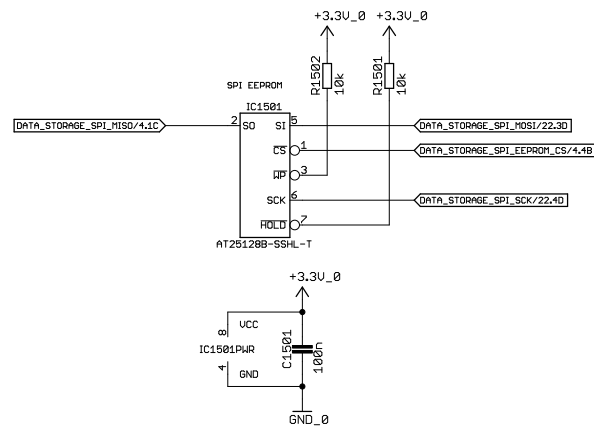 +3.3V_0 +3.3V_0
R1502 10k R1501 10k
SPI EEPROM
IC1501
DATA_STORAGE_SPI_MISO/4.1C 2 SO SI 5 DATA_STORAGE_SPI_MOSI/22.3D
CS 1 DATA_STORAGE_SPI_EEPROM_CS/4.4B
WP 3
SCK 6 DATA_STORAGE_SPI_SCK/22.4D
HOLD 7
AT25128B-SSHL-T
+3.3V_0
8 VCC
IC1501PWR C1501 100n
4 GND
GND_0